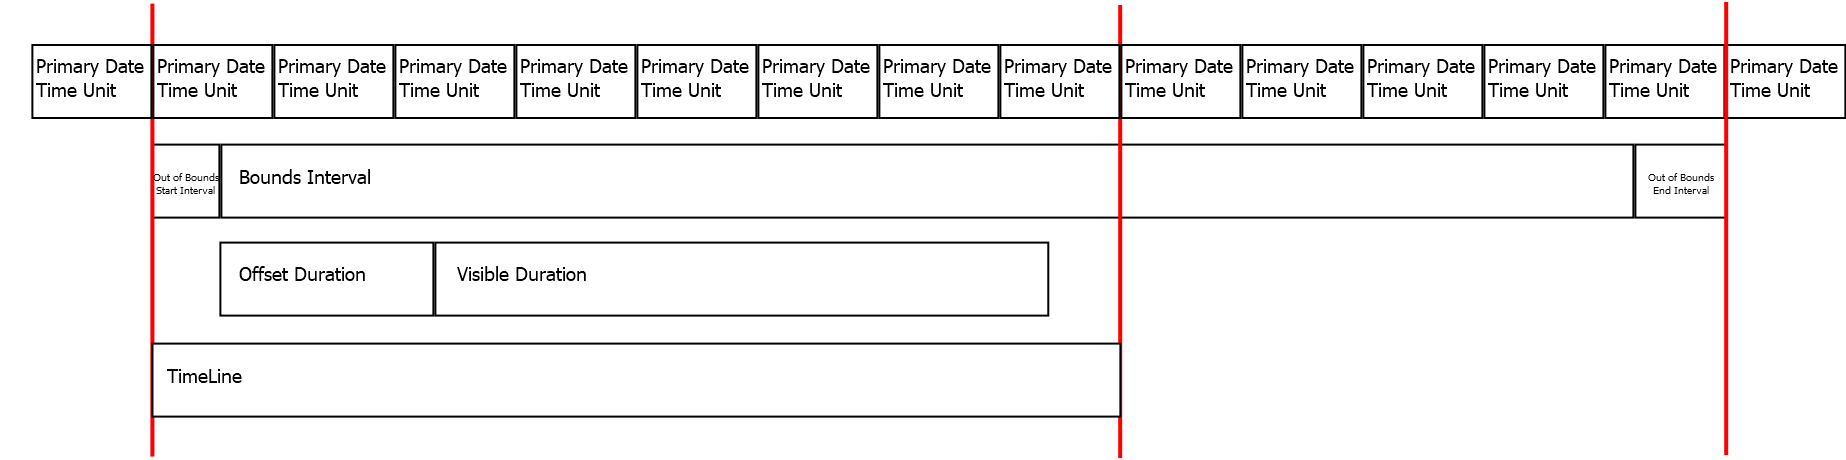 Primary Date Primary Date Primary Date Primary Date Primary Date Primary Date Primary Date Primary Date Primary Date Primary Date Primary Date Primary Date Primary Date Primary Date Primary Date
Time Unit Time Unit Time Unit Time Unit Time Unit Time Unit Time Unit Time Unit Time Unit Time Unit Time Unit Time Unit Time Unit Time Unit Time Unit
Out of Bounds
Start Interval
Bounds Interval
Out of Bounds
End Interval
Offset Duration
Visible Duration
TimeLine